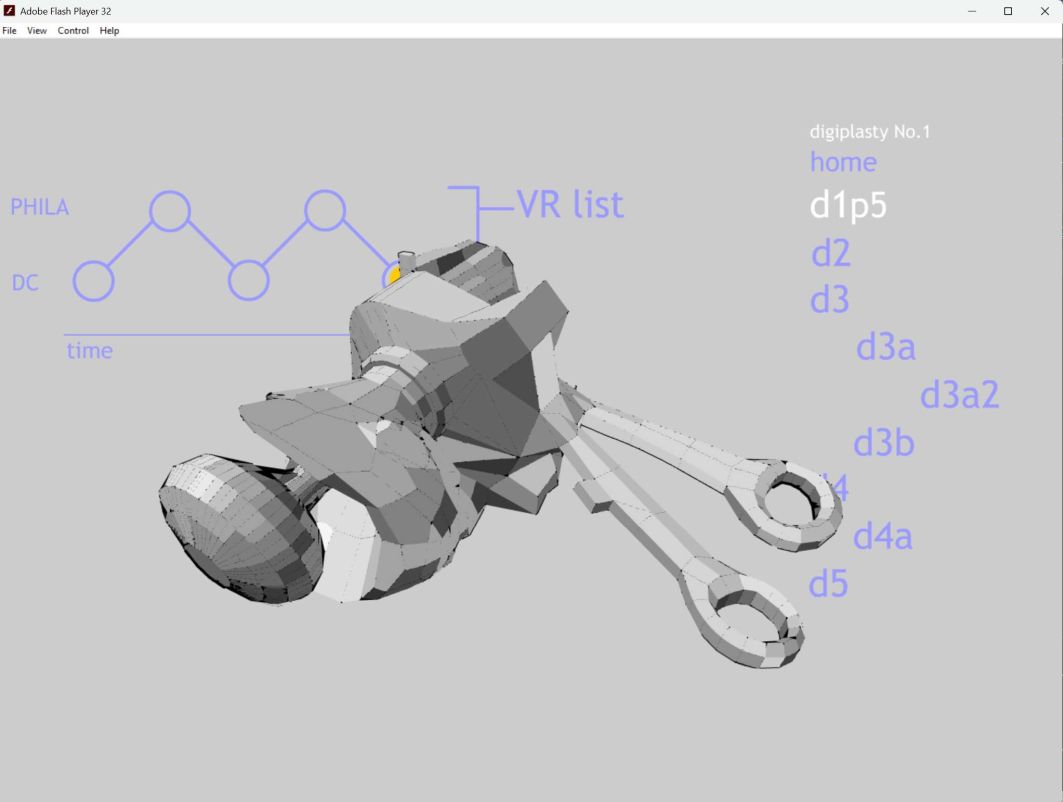 Adobe Flash Player 32
File View Control Help
digiplasty No.1
home
PHILA
VR list
d1p5
d2
DC
d3
time
d3a
d3a2
d3b
d4a
d5